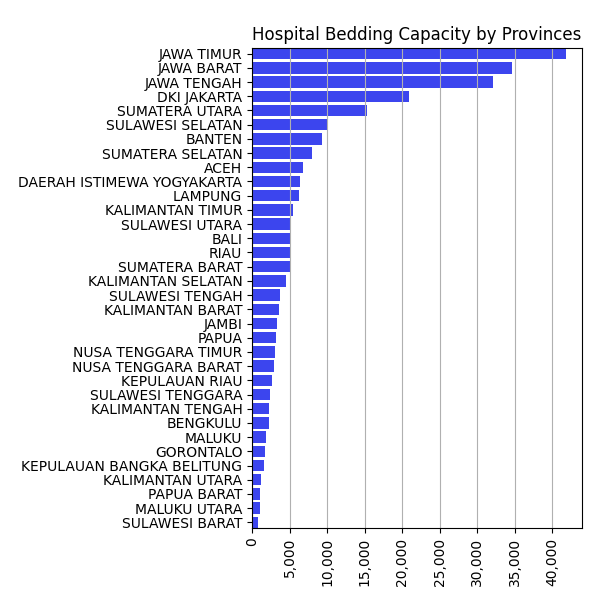 Hospital Bedding Capacity by Provinces
JAWA TIMUR
JAWA BARAT
JAWA TENGAH
DKI JAKARTA
SUMATERA UTARA
SULAWESI SELATAN
BANTEN
SUMATERA SELATAN
ACEH
DAERAH ISTIMEWA YOGYAKARTA
LAMPUNG
KALIMANTAN TIMUR
SULAWESI UTARA
BALI
RIAU
SUMATERA BARAT
KALIMANTAN SELATAN
SULAWESI TENGAH
KALIMANTAN BARAT
JAMBI
PAPUA
NUSA TENGGARA TIMUR
NUSA TENGGARA BARAT
KEPULAUAN RIAU
SULAWESI TENGGARA
KALIMANTAN TENGAH
BENGKULU
MALUKU
GORONTALO
KEPULAUAN BANGKA BELITUNG
KALIMANTAN UTARA
PAPUA BARAT
MALUKU UTARA
SULAWESI BARAT
0
5,000
10,000
15,000
20,000
25,000
30,000
35,000
40,000